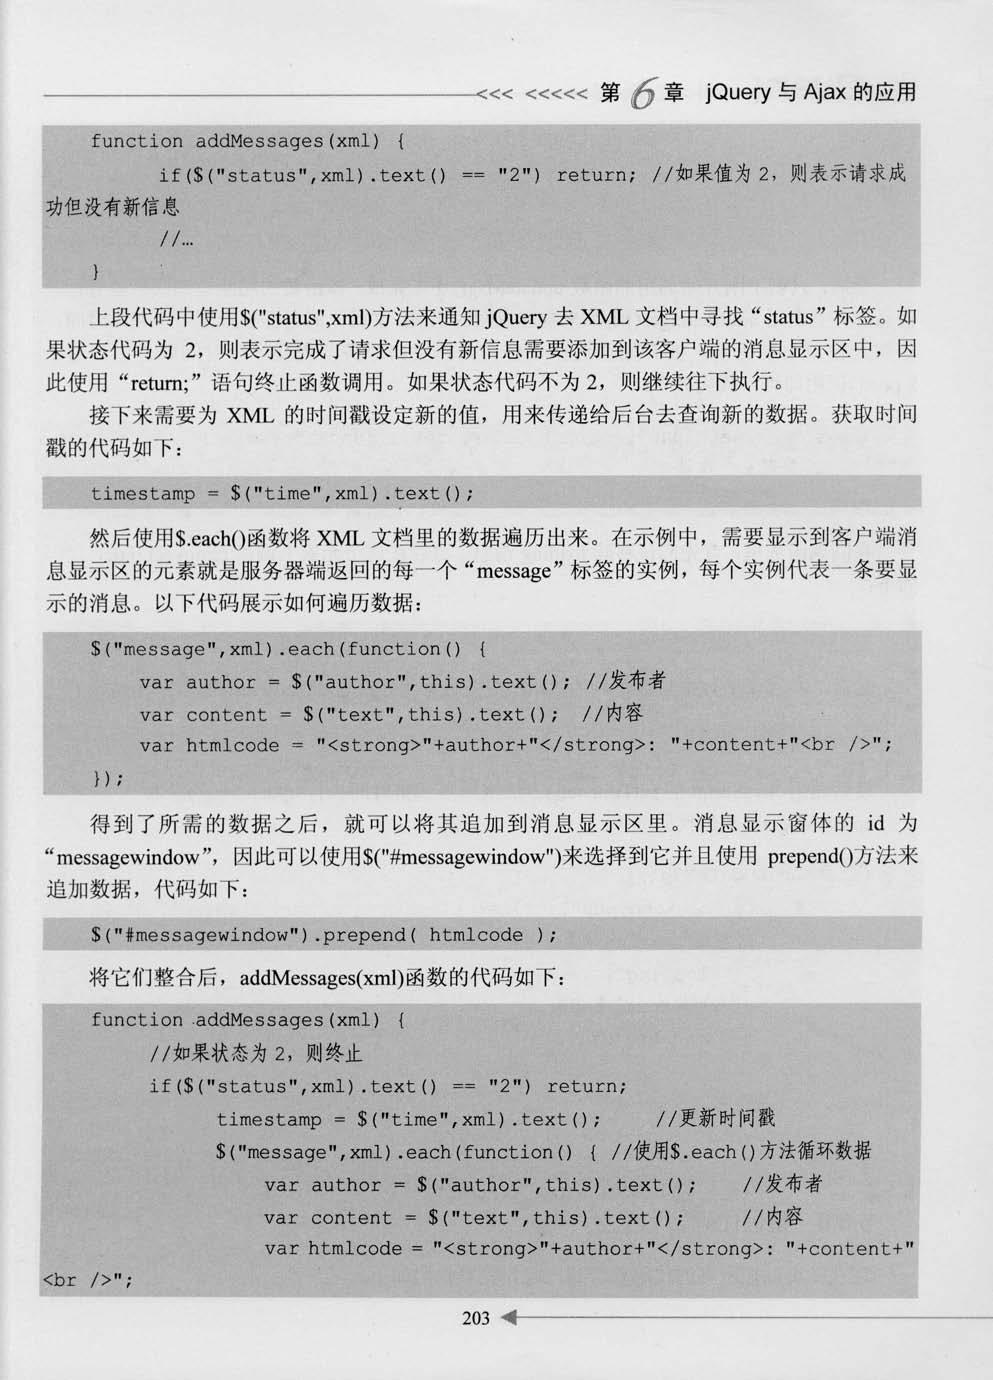 <<< <<<<< 第6章 jQuery 与 Ajax 的应用
function addMessages(xml) {
if($("status",xml).text() == "2") return; //如果值为 2，则表示请求成
功但没有新信息
//…
}
上段代码中使用$("status",xml)方法来通知 jQuery 去 XML 文档中寻找“status”标签。如
果状态代码为 2，则表示完成了请求但没有新信息需要添加到该客户端的消息显示区中，因
此使用“return;”语句终止函数调用。如果状态代码不为 2，则继续往下执行。
接下来需要为 XML 的时间戳设定新的值，用来传递给后台去查询新的数据。获取时间
戳的代码如下：
timestamp = $("time",xml).text();
然后使用$.each()函数将 XML 文档里的数据遍历出来。在示例中，需要显示到客户端消
息显示区的元素就是服务器端返回的每一个“message”标签的实例，每个实例代表一条要显
示的消息。以下代码展示如何遍历数据：
$("message",xml).each(function() {
var author = $("author",this).text(); //发布者
var content = $("text",this).text(); //内容
var htmlcode = "<strong>"+author+"</strong>: "+content+"<br />";
});
得到了所需的数据之后，就可以将其追加到消息显示区里。消息显示窗体的 id 为
“messagewindow”，因此可以使用$("#messagewindow")来选择到它并且使用 prepend()方法来
追加数据，代码如下：
$("#messagewindow").prepend( htmlcode );
将它们整合后，addMessages(xml)函数的代码如下：
function addMessages(xml) {
//如果状态为 2，则终止
if($("status",xml).text() == "2") return;
timestamp = $("time",xml).text(); //更新时间戳
$("message",xml).each(function() { //使用$.each()方法循环数据
var author = $("author",this).text(); //发布者
var content = $("text",this).text(); //内容
var htmlcode = "<strong>"+author+"</strong>: "+content+"
<br />";
203